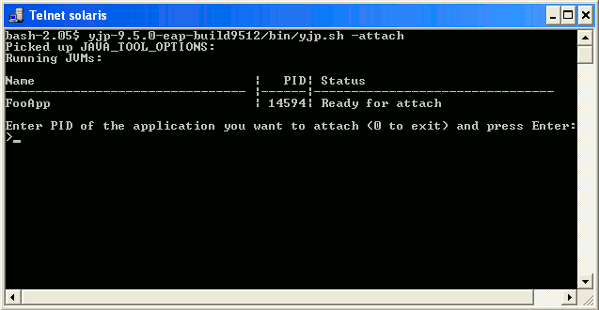 Telnet solaris
bash-2.05$ yjp-9.5.0-eap-build9512/bin/yjp.sh -attach
Picked up JAVA_TOOL_OPTIONS:
Running JVMs:
Name ¦ PID¦ Status
--------------------------------¦------¦--------------------------------
FooApp ¦ 14594¦ Ready for attach
Enter PID of the application you want to attach (0 to exit) and press Enter:
>_